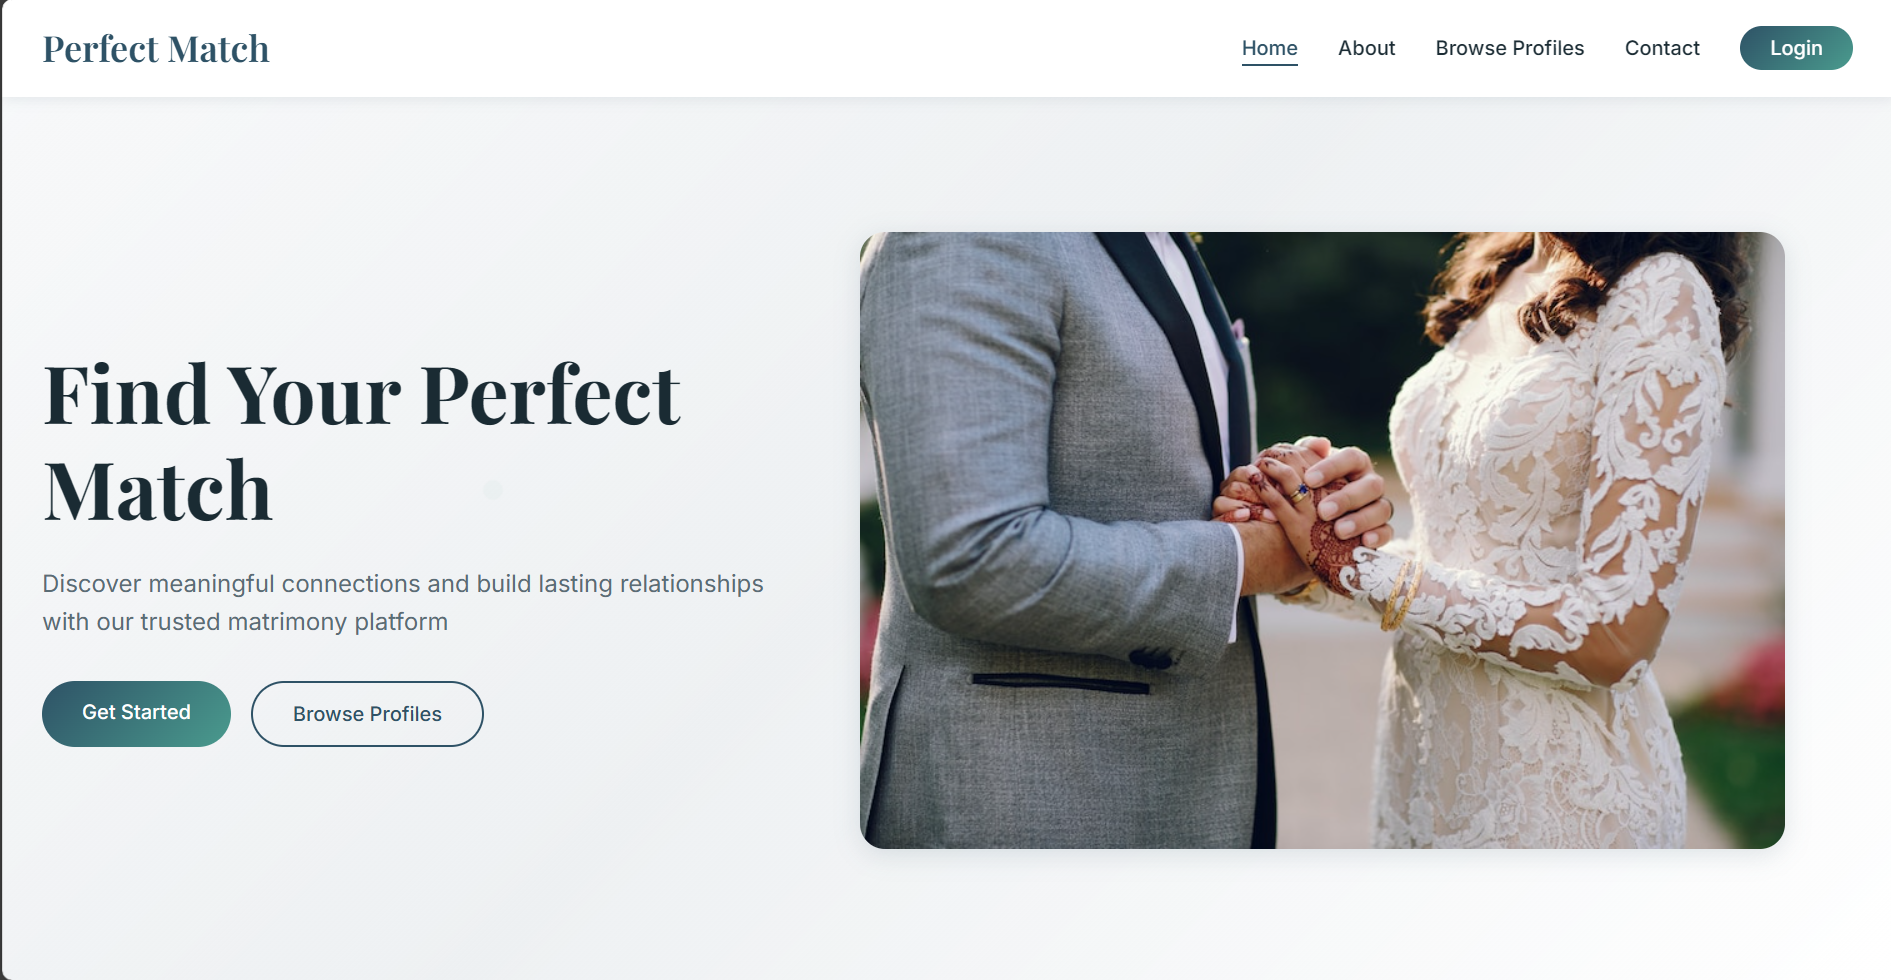 Perfect Match
Home
About
Browse Profiles
Contact
Login
Find Your Perfect
Match
Discover meaningful connections and build lasting relationships
with our trusted matrimony platform
Get Started
Browse Profiles